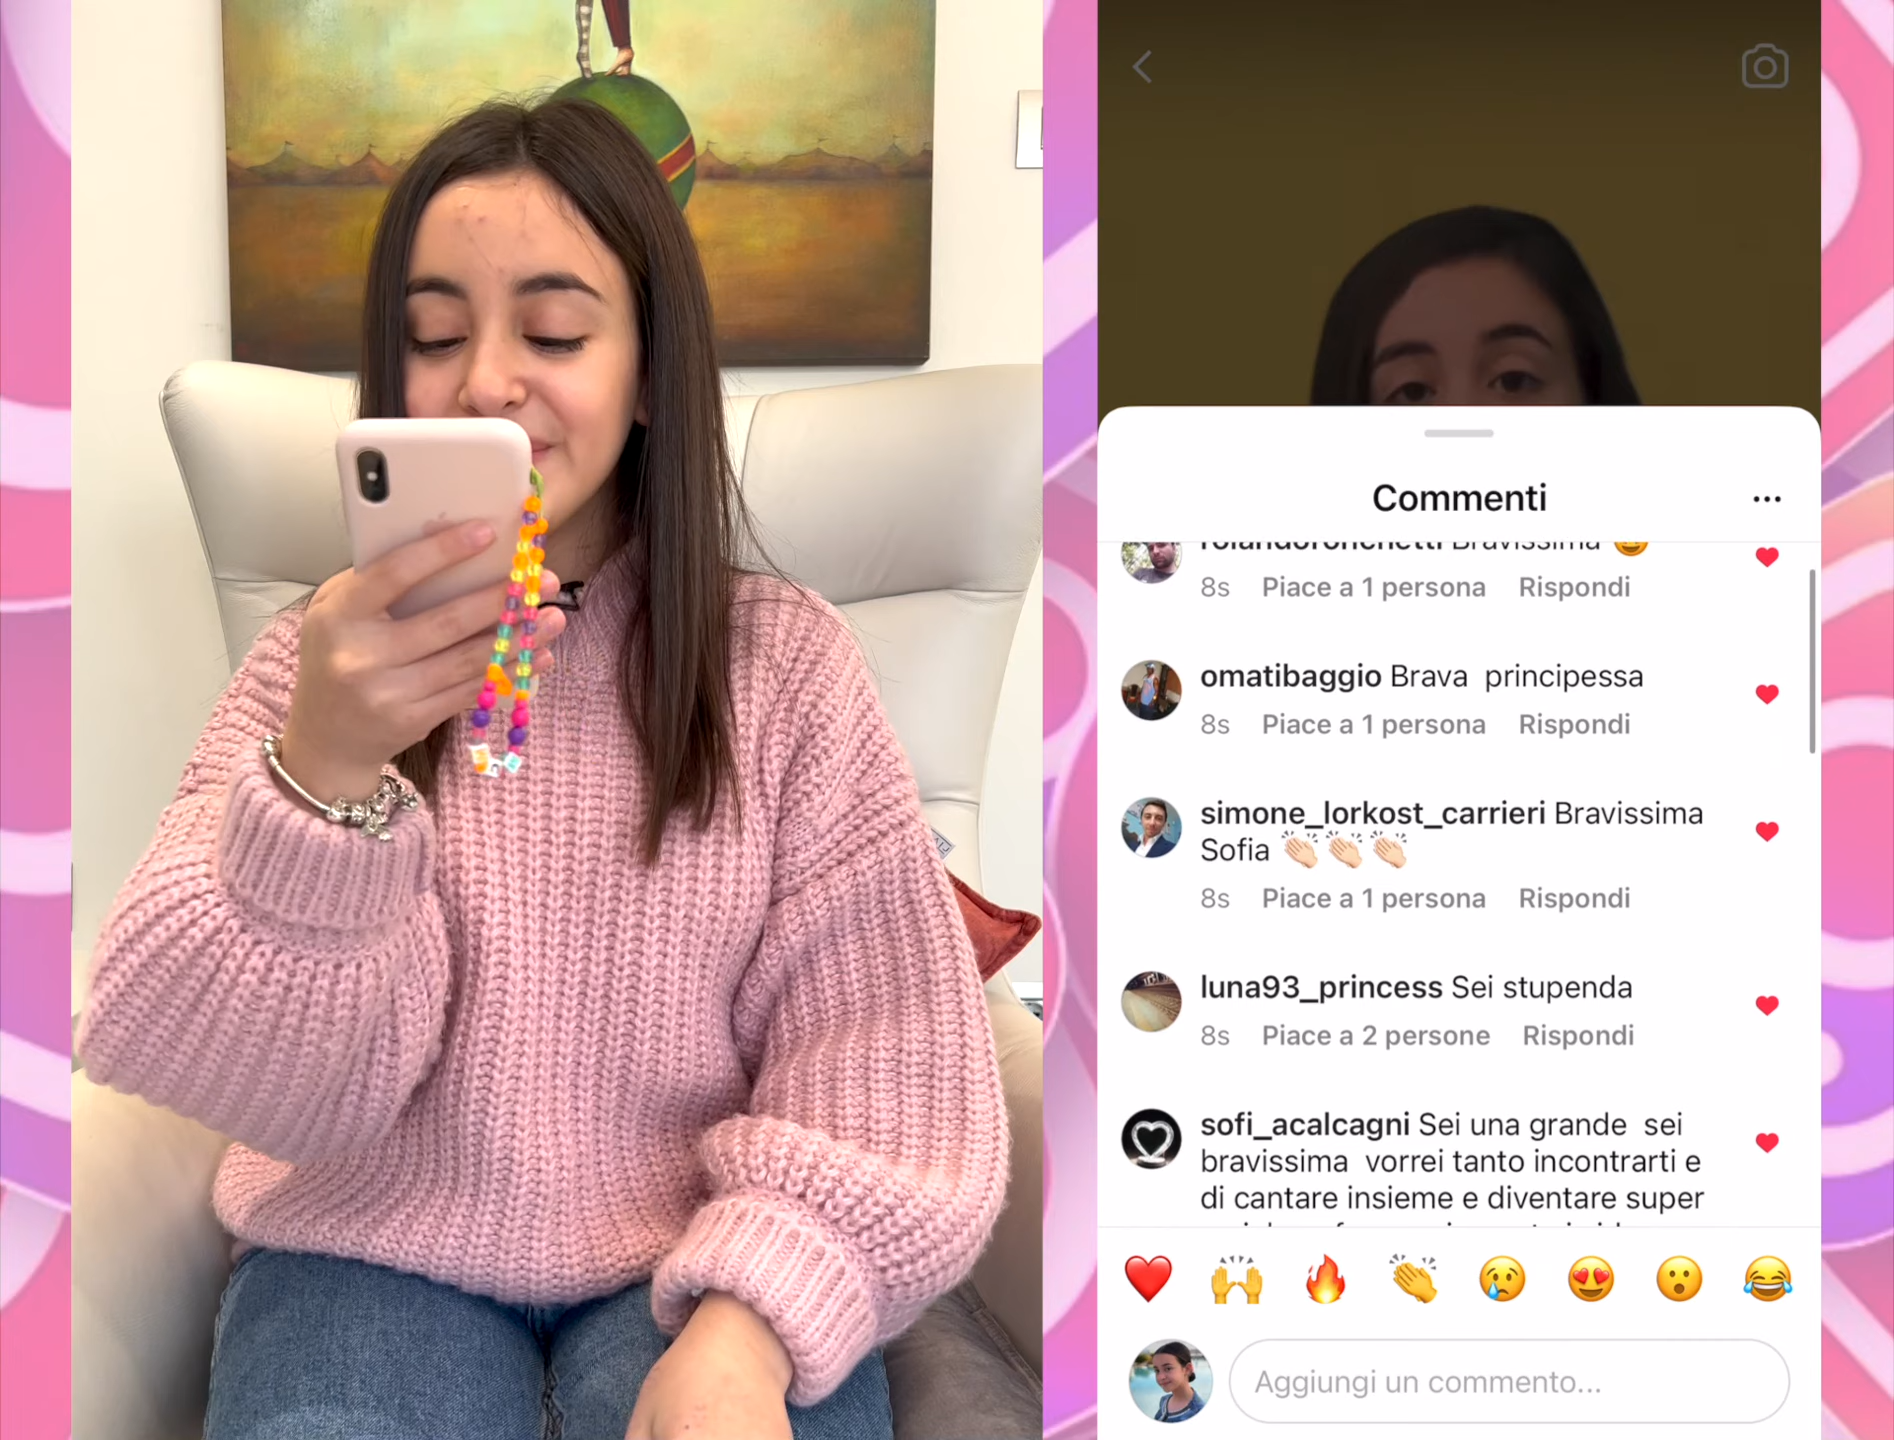 Commenti
rolandoronchetti Bravissima 😍
8s Piace a 1 persona Rispondi
omatibaggio Brava principessa
8s Piace a 1 persona Rispondi
simone_lorkost_carrieri Bravissima
Sofia 👏🏻👏🏻👏🏻
8s Piace a 1 persona Rispondi
luna93_princess Sei stupenda
8s Piace a 2 persone Rispondi
sofi_acalcagni Sei una grande sei
bravissima vorrei tanto incontrarti e
di cantare insieme e diventare super
Aggiungi un commento...